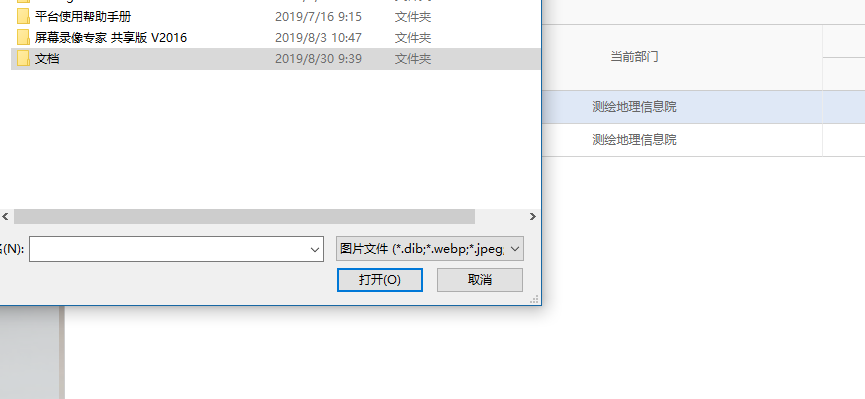 平台使用帮助手册 2019/7/16 9:15 文件夹
屏幕录像专家 共享版 V2016 2019/8/3 10:47 文件夹
文档 2019/8/30 9:39 文件夹
当前部门
测绘地理信息院
测绘地理信息院
(N):
图片文件 (*.dib;*.webp;*.jpeg;
打开(O) 取消